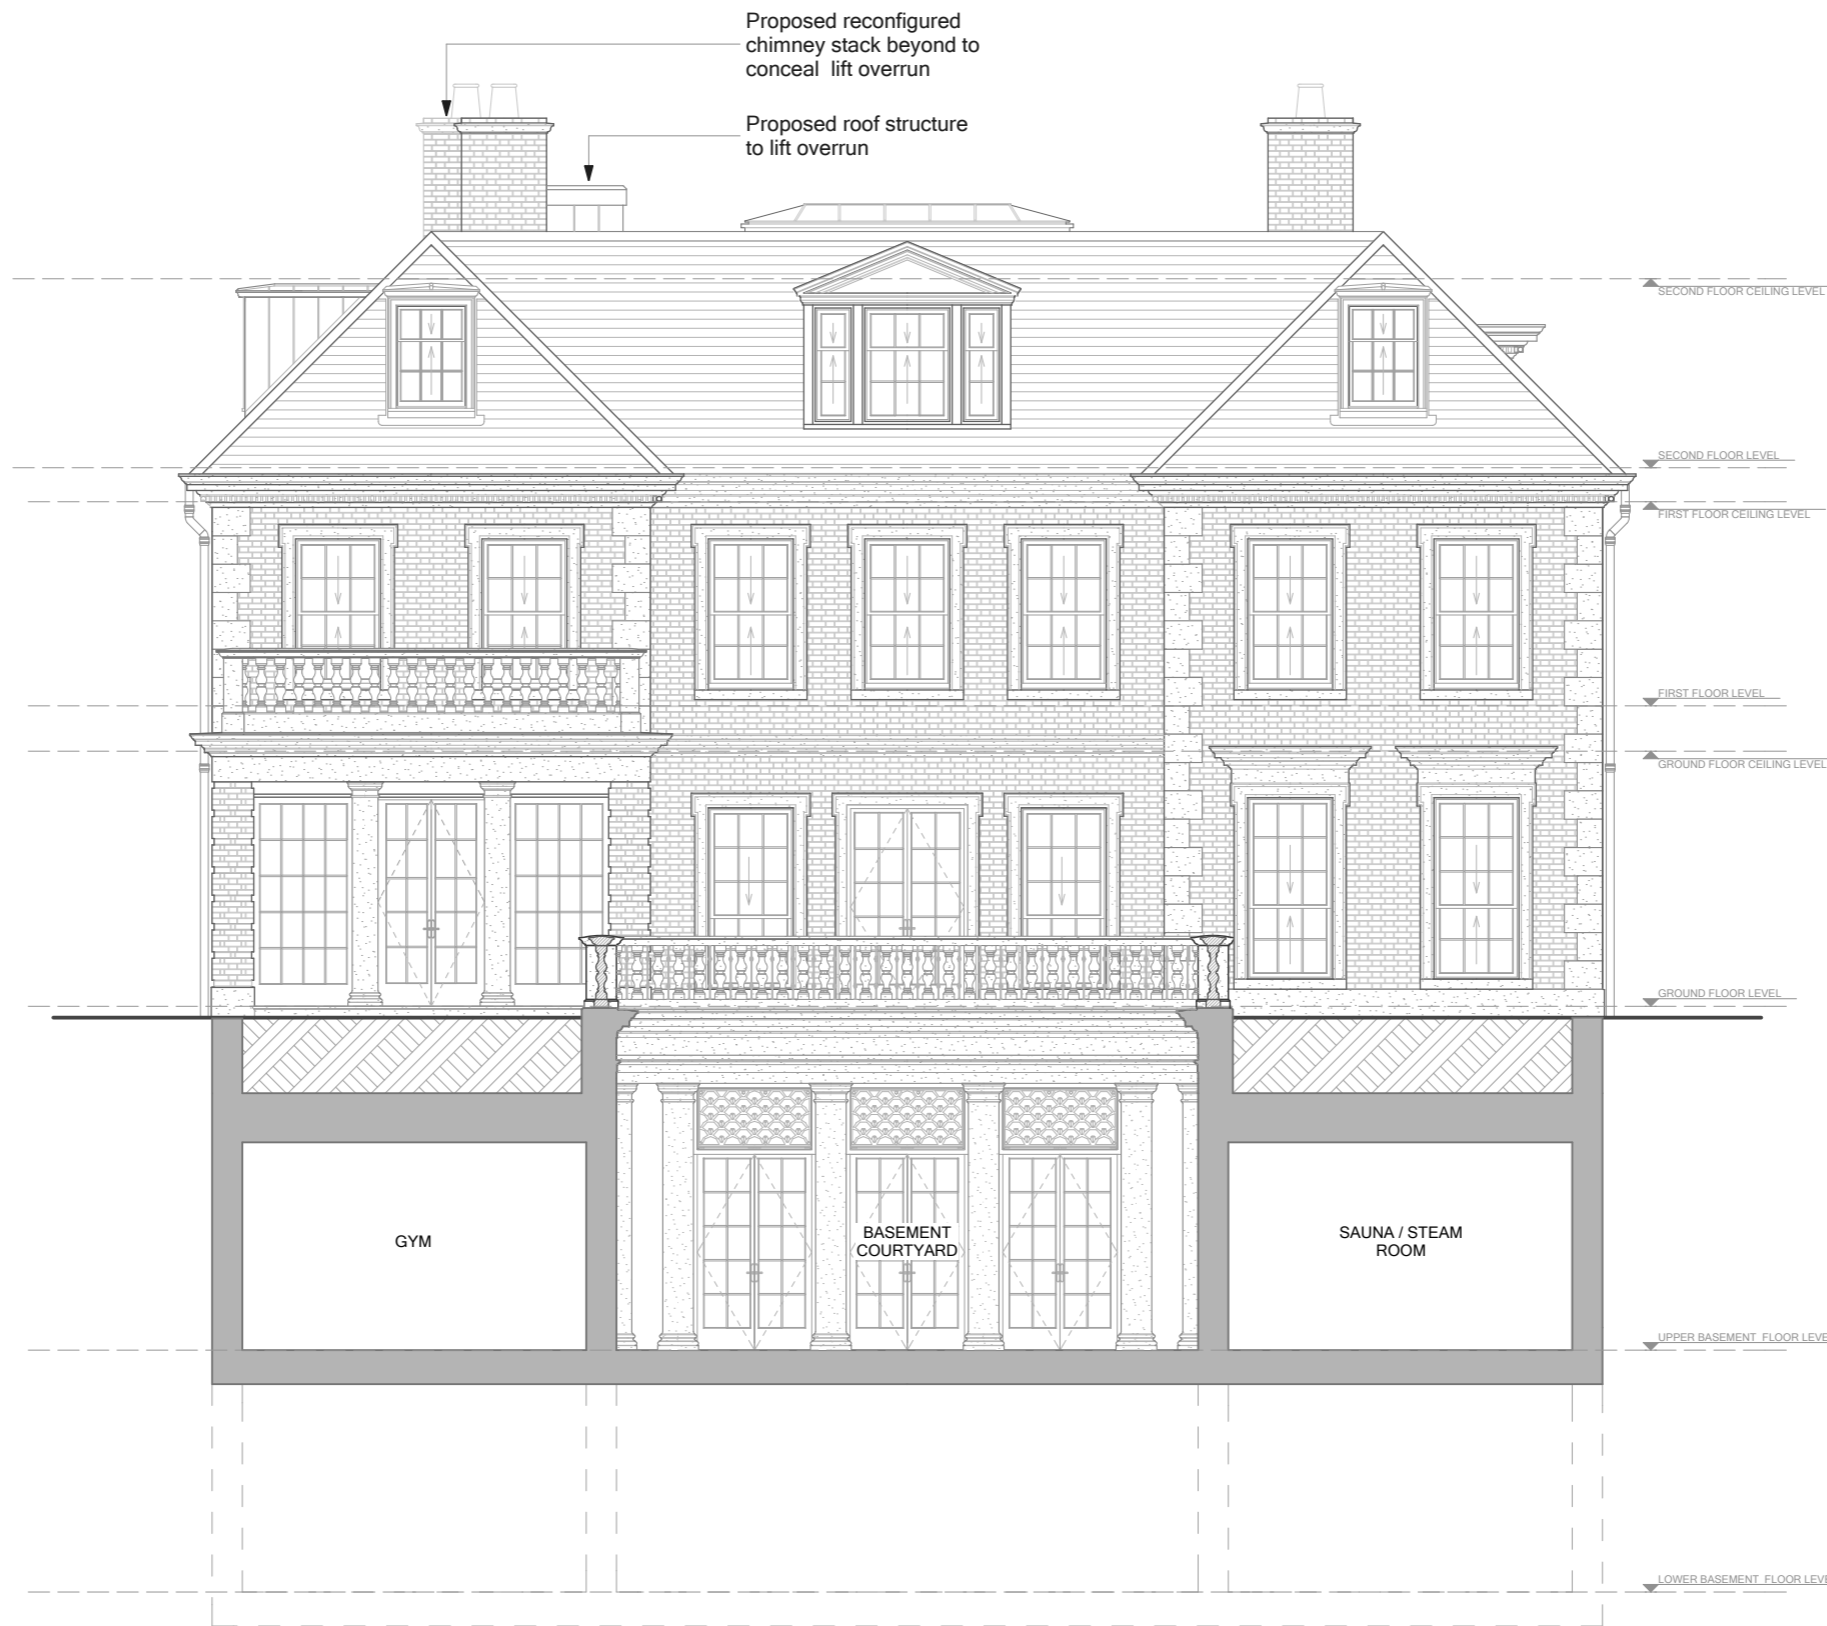 Proposed reconfigured
chimney stack beyond to
conceal lift overrun
Proposed roof structure
to lift overrun
SECOND FLOOR CEILING LEVEL
SECOND FLOOR LEVEL
FIRST FLOOR CEILING LEVEL
FIRST FLOOR LEVEL
GROUND FLOOR CEILING LEVEL
GROUND FLOOR LEVEL
GYM
BASEMENT
COURTYARD
SAUNA / STEAM
ROOM
UPPER BASEMENT FLOOR LEVE
LOWER BASEMENT FLOOR LEVE